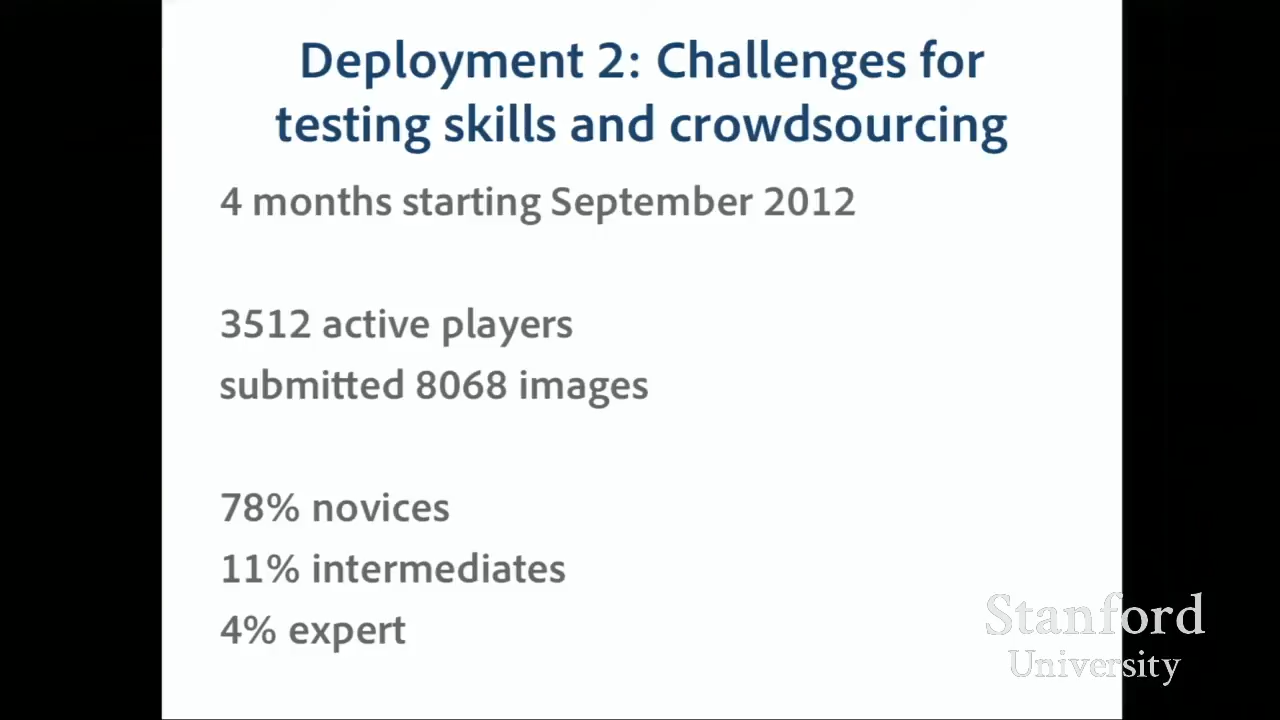 Deployment 2: Challenges for
testing skills and crowdsourcing
4 months starting September 2012
3512 active players
submitted 8068 images
78% novices
11% intermediates
4% expert
Stanford
University